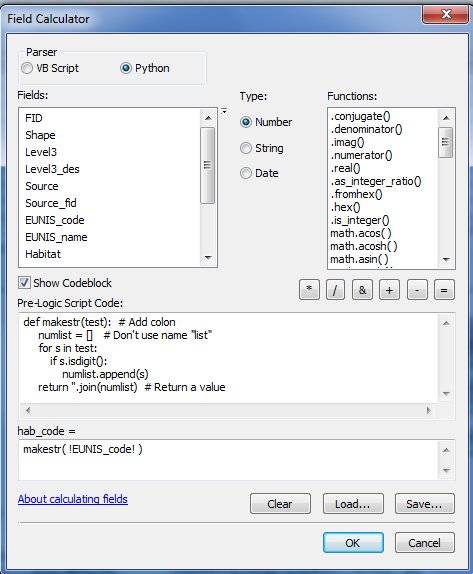 Field Calculator
Parser
VB Script
Python
Fields:
FID
Shape
Level3
Level3_des
Source
Source_fid
EUNIS_code
EUNIS_name
Habitat
Type:
Number
String
Date
Functions:
.conjugate()
.denominator()
.imag()
.numerator()
.real()
.as_integer_ratio()
.fromhex()
.hex()
.is_integer()
math.acos( )
math.acosh( )
math.asin( )
Show Codeblock
* / & + - =
Pre-Logic Script Code:
def makestr(test):  # Add colon
    numlist = []   # Don't use name "list"
    for s in test:
        if s.isdigit():
            numlist.append(s)
    return ''.join(numlist)  # Return a value
hab_code =
makestr( !EUNIS_code! )
About calculating fields
Clear
Load...
Save...
OK
Cancel